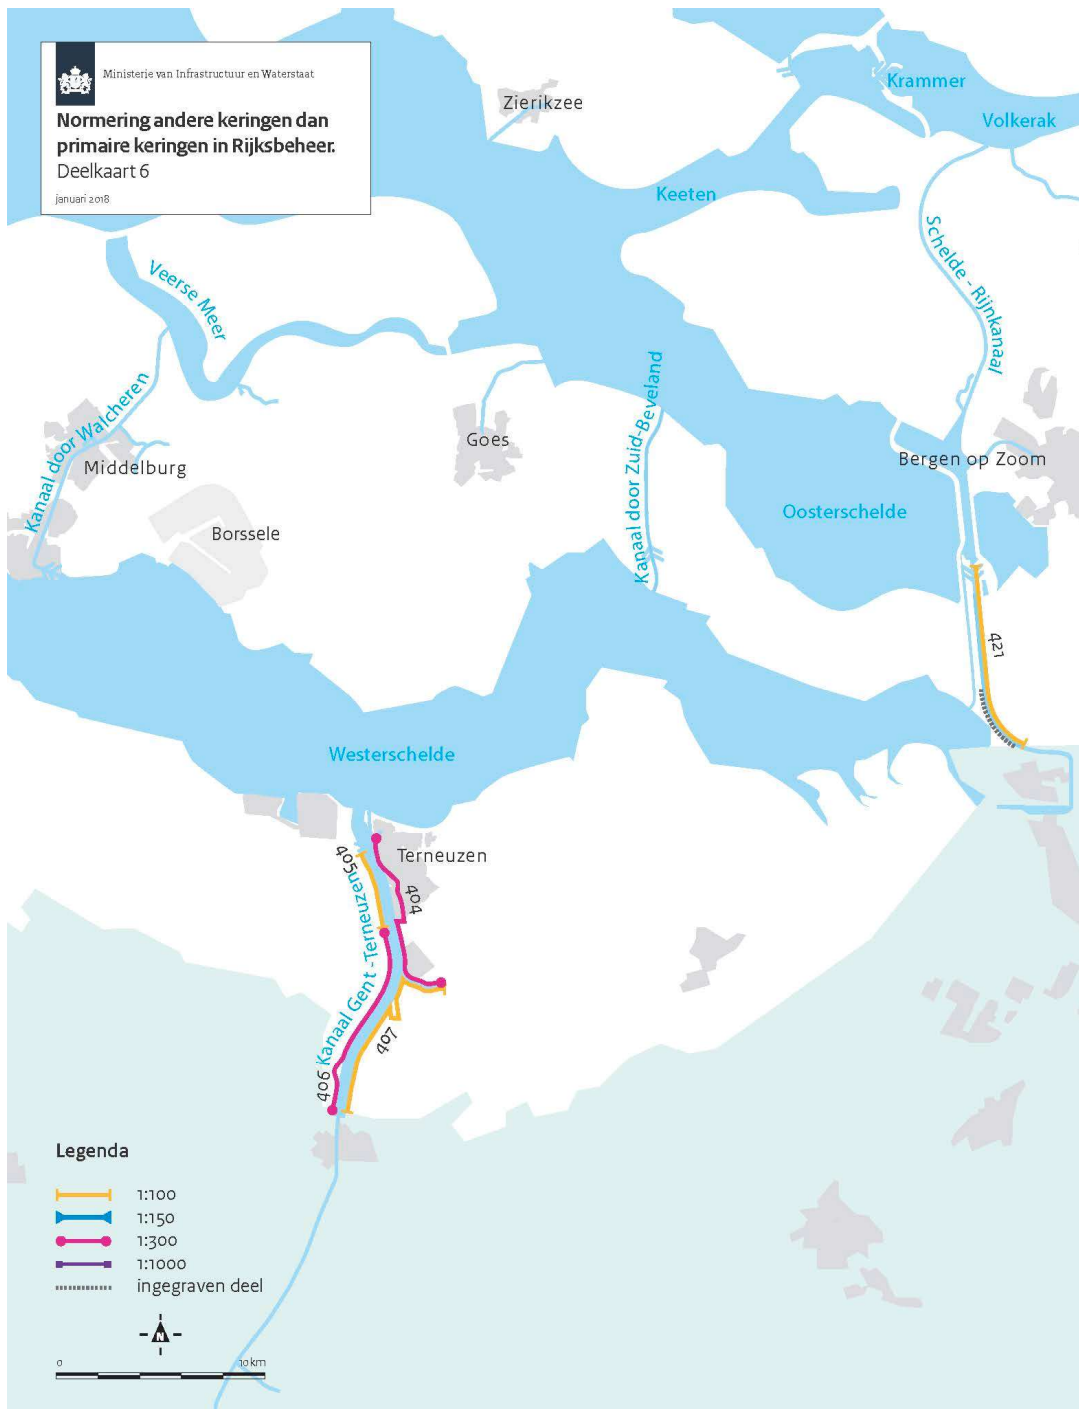 Ministerie van Infrastructuur en Waterstaat
Normering andere keringen dan
primaire keringen in Rijksbeheer.
Deelkaart 6
januari 2018
Zierikzee
Krammer
Volkerak
Keeten
Schelde - Rijnkanaal
Veerse Meer
Kanaal door Walcheren
Kanaal door Zuid-Beveland
Goes
Middelburg
Bergen op Zoom
Oosterschelde
Borssele
421
Westerschelde
Terneuzen
405
404
Kanaal Gent - Terneuzen
407
406
Legenda
1:100
1:150
1:300
1:1000
ingegraven deel
N
0 10 km